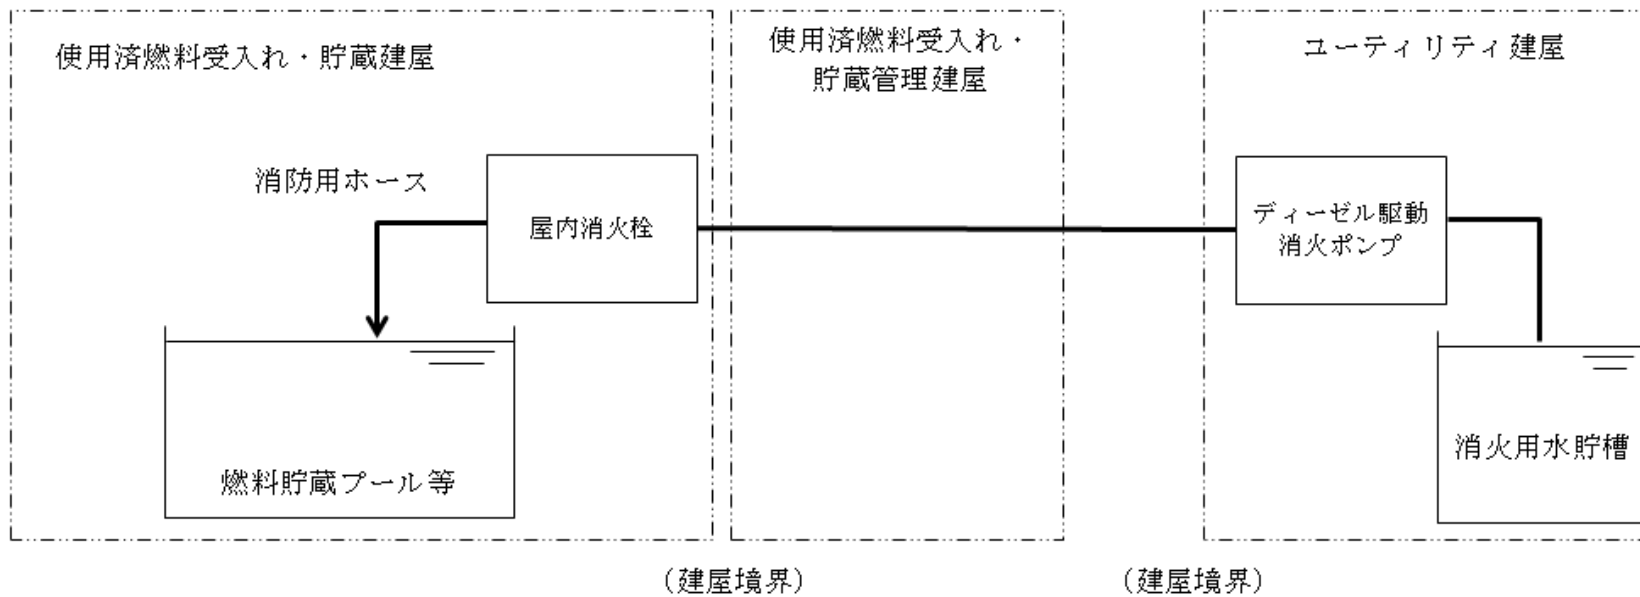 使用済燃料受入れ・貯蔵建屋
使用済燃料受入れ・
貯蔵管理建屋
ユーティリティ建屋
消防用ホース
屋内消火栓
ディーゼル駆動
消火ポンプ
燃料貯蔵プール等
消火用水貯槽
（建屋境界）
（建屋境界）